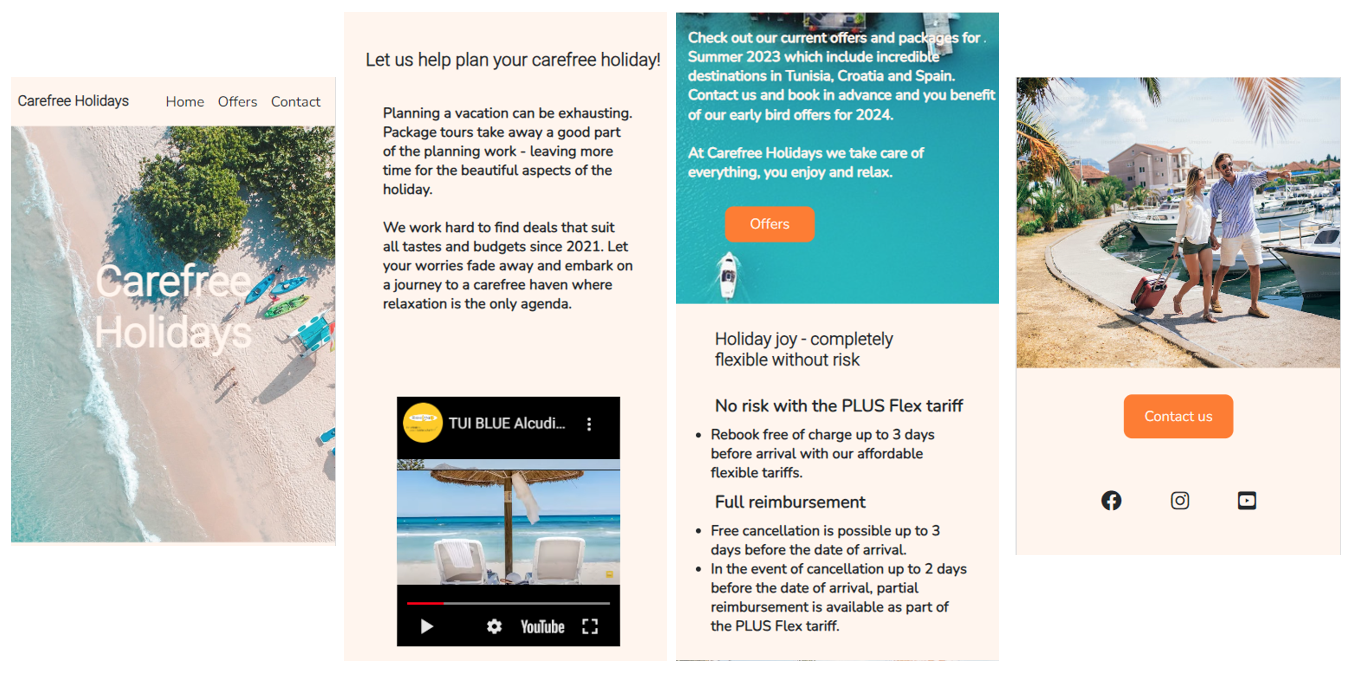 Carefree Holidays Home Offers Contact
Carefree
Holidays
Let us help plan your carefree holiday!
Planning a vacation can be exhausting.
Package tours take away a good part
of the planning work - leaving more
time for the beautiful aspects of the
holiday.
We work hard to find deals that suit
all tastes and budgets since 2021. Let
your worries fade away and embark on
a journey to a carefree haven where
relaxation is the only agenda.
TUI BLUE Alcudi...
YouTube
Check out our current offers and packages for .
Summer 2023 which include incredible
destinations in Tunisia, Croatia and Spain.
Contact us and book in advance and you benefit
of our early bird offers for 2024.
At Carefree Holidays we take care of
everything, you enjoy and relax.
Offers
Holiday joy - completely
flexible without risk
No risk with the PLUS Flex tariff
• Rebook free of charge up to 3 days
before arrival with our affordable
flexible tariffs.
Full reimbursement
• Free cancellation is possible up to 3
days before the date of arrival.
• In the event of cancellation up to 2 days
before the date of arrival, partial
reimbursement is available as part of
the PLUS Flex tariff.
Contact us